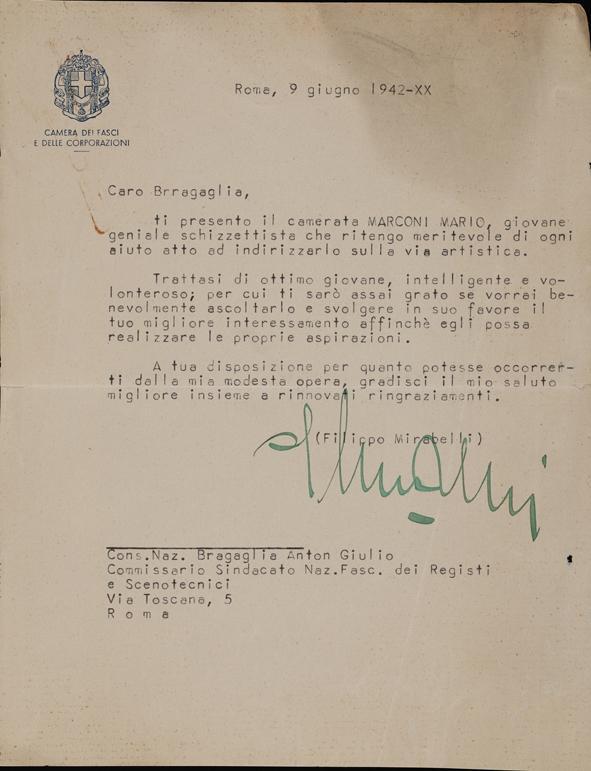 Roma, 9 giugno 1942-XX
CAMERA DEI FASCI
E DELLE CORPORAZIONI
Caro Brragaglia,
ti presento il camerata MARCONI MARIO, giovane
geniale schizzettista che ritengo meritevole di ogni
aiuto atto ad indirizzarlo sulla via artistica.
Trattasi di ottimo giovane, intelligente e vo-
lonteroso; per cui ti sarò assai grato se vorrai be-
nevolmente ascoltarlo e svolgere in suo favore il
tuo migliore interessamento affinchè egli possa
realizzare le proprie aspirazioni.
A tua disposizione per quanto potesse occorrer-
ti dalla mia modesta opera, gradisci il mio saluto
migliore insieme a rinnovati ringraziamenti.
(Filippo Mirabelli)
Cons.Naz. Bragaglia Anton Giulio
Commissario Sindacato Naz.Fasc. dei Registi
e Scenotecnici
Via Toscana, 5
Roma